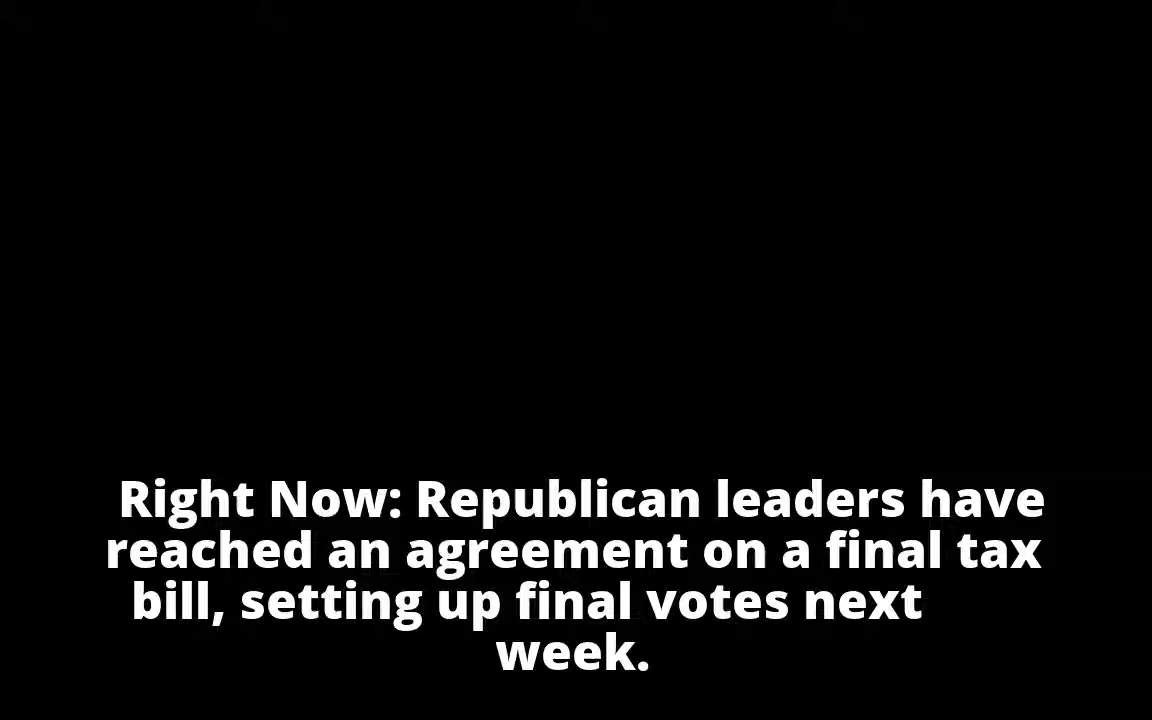 Right Now: Republican leaders have
reached an agreement on a final tax
bill, setting up final votes next
week.